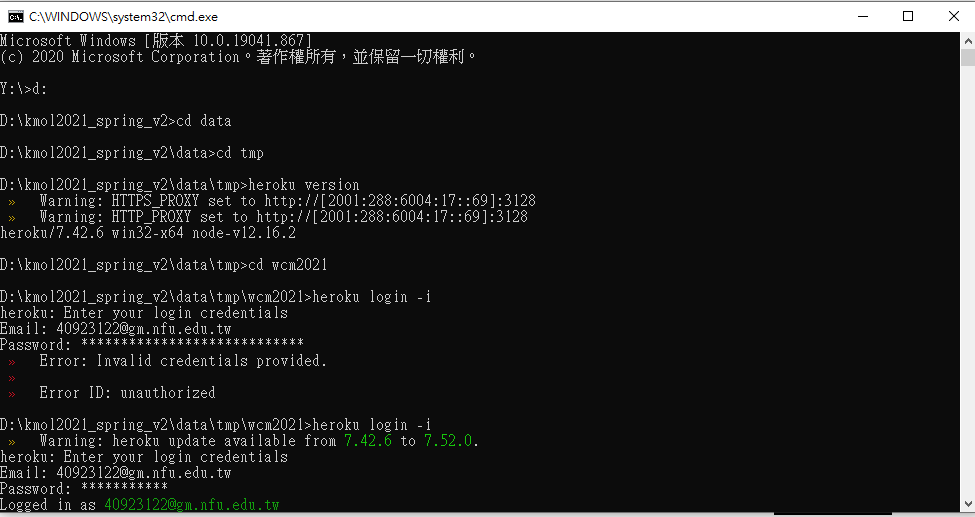 C:\WINDOWS\system32\cmd.exe
Microsoft Windows [版本 10.0.19041.867]
(c) 2020 Microsoft Corporation。著作權所有，並保留一切權利。
Y:\>d:
D:\kmol2021_spring_v2>cd data
D:\kmol2021_spring_v2\data>cd tmp
D:\kmol2021_spring_v2\data\tmp>heroku version
»   Warning: HTTPS_PROXY set to http://[2001:288:6004:17::69]:3128
»   Warning: HTTP_PROXY set to http://[2001:288:6004:17::69]:3128
heroku/7.42.6 win32-x64 node-v12.16.2
D:\kmol2021_spring_v2\data\tmp>cd wcm2021
D:\kmol2021_spring_v2\data\tmp\wcm2021>heroku login -i
heroku: Enter your login credentials
Email: 40923122@gm.nfu.edu.tw
Password: ****************************
»   Error: Invalid credentials provided.
»
»   Error ID: unauthorized
D:\kmol2021_spring_v2\data\tmp\wcm2021>heroku login -i
»   Warning: heroku update available from 7.42.6 to 7.52.0.
heroku: Enter your login credentials
Email: 40923122@gm.nfu.edu.tw
Password: ***********
Logged in as 40923122@gm.nfu.edu.tw